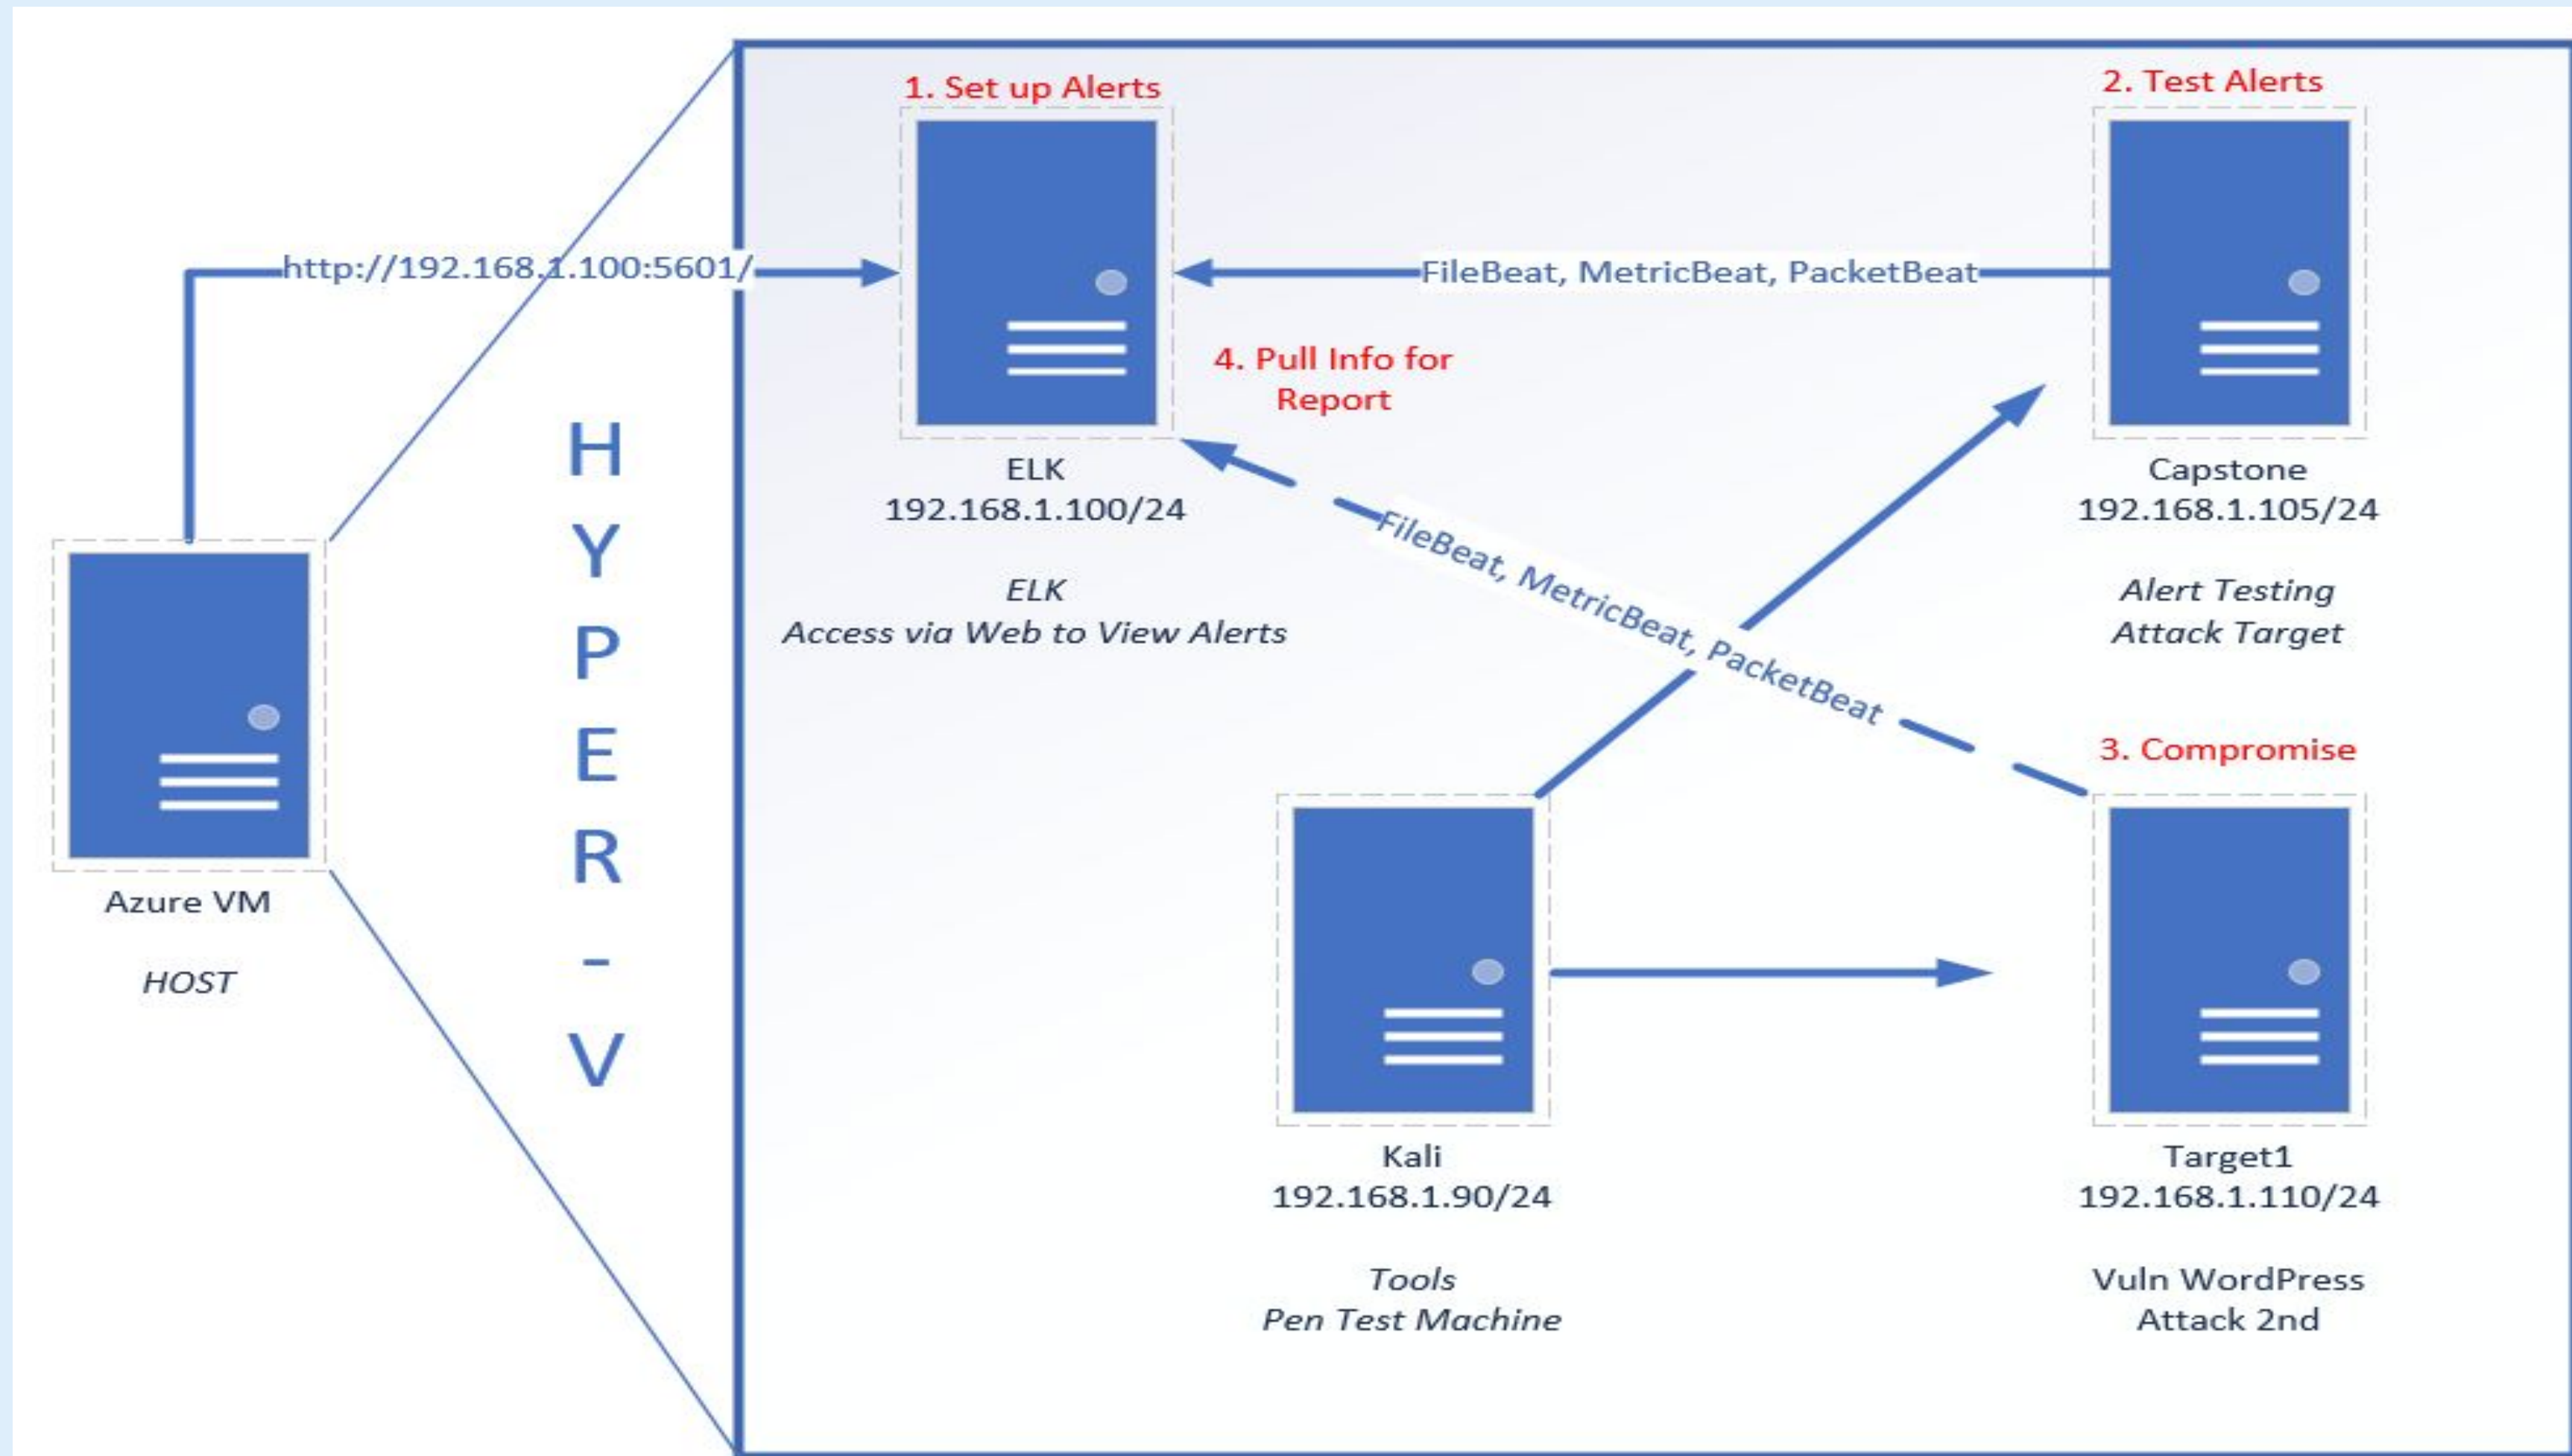 1. Set up Alerts
2. Test Alerts
http://192.168.1.100:5601/
FileBeat, MetricBeat, PacketBeat
4. Pull Info for
Report
ELK
192.168.1.100/24
ELK
Access via Web to View Alerts
Capstone
192.168.1.105/24
Alert Testing
Attack Target
FileBeat, MetricBeat, PacketBeat
HYPER-V
3. Compromise
Azure VM
HOST
Kali
192.168.1.90/24
Tools
Pen Test Machine
Target1
192.168.1.110/24
Vuln WordPress
Attack 2nd